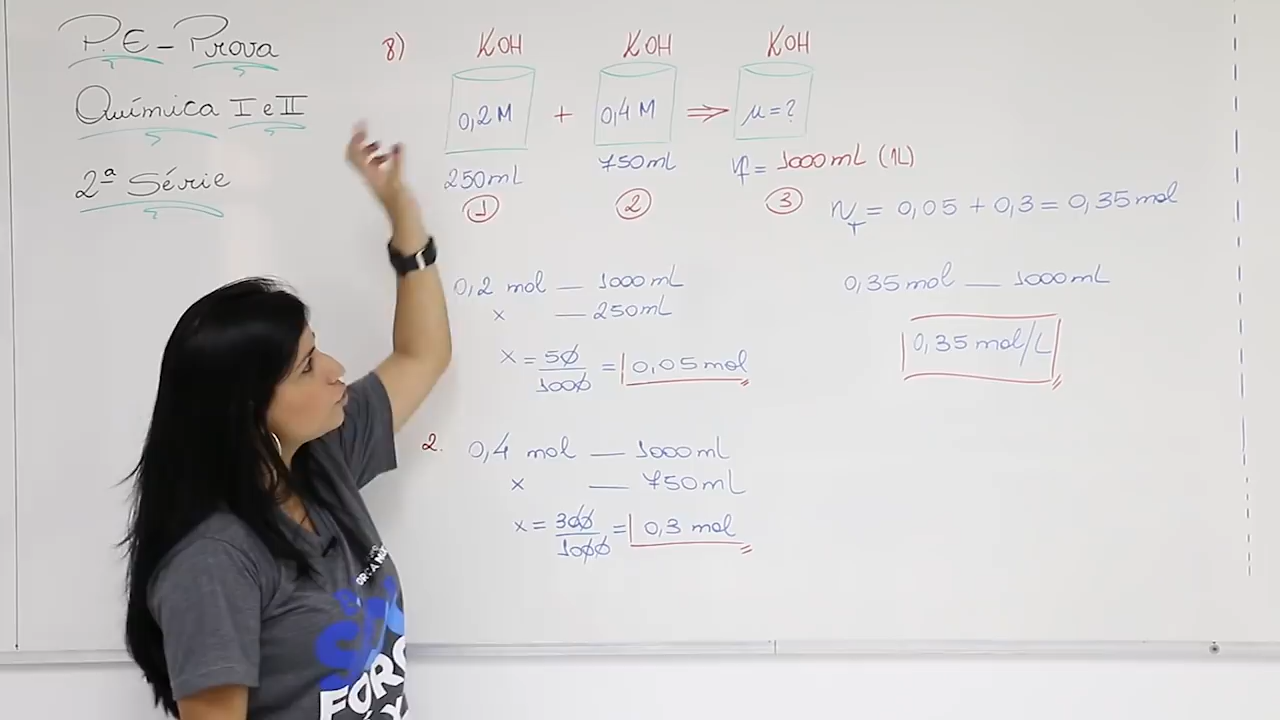 P.E - Prova
Química I e II
2ª Série
8)
KOH KOH KOH
0,2 M + 0,4 M ⇒ μ = ?
250 mL 750 mL Vf = 1000 mL (1L)
1 2 3
nT = 0,05 + 0,3 = 0,35 mol
0,2 mol — 1000 mL
x — 250 mL
x = 50/1000 = 0,05 mol
2. 0,4 mol — 1000 mL
x — 750 mL
x = 300/1000 = 0,3 mol
0,35 mol — 1000 mL
0,35 mol/L